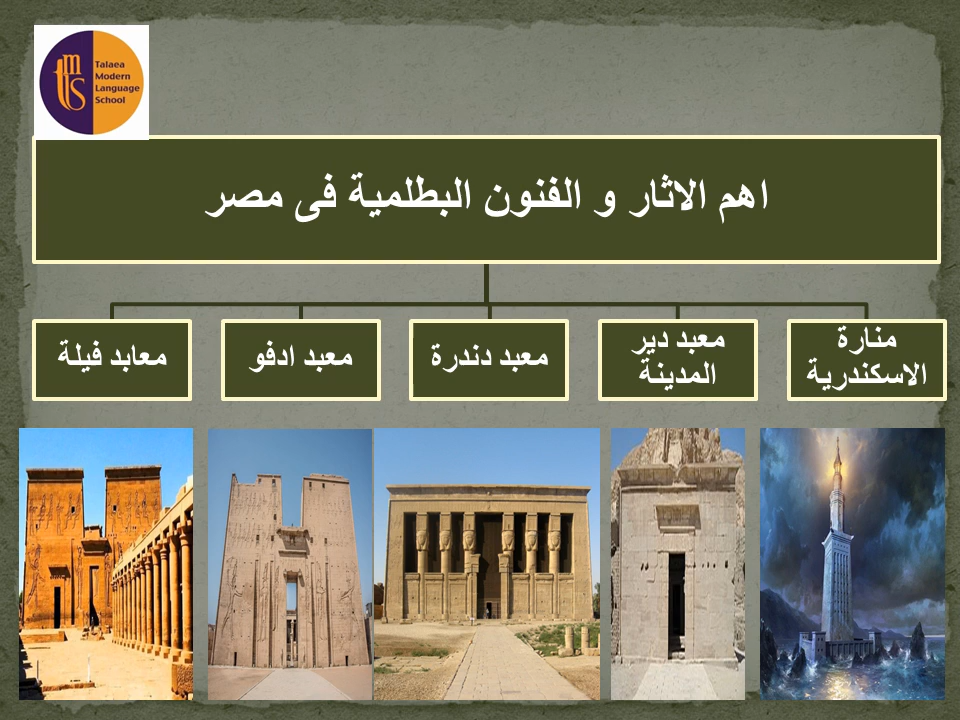 tms
Talaea
Modern
Language
School
اهم الاثار و الفنون البطلمية فى مصر
منارة
الاسكندرية
معبد دير
المدينة
معبد دندرة
معبد ادفو
معابد فيلة